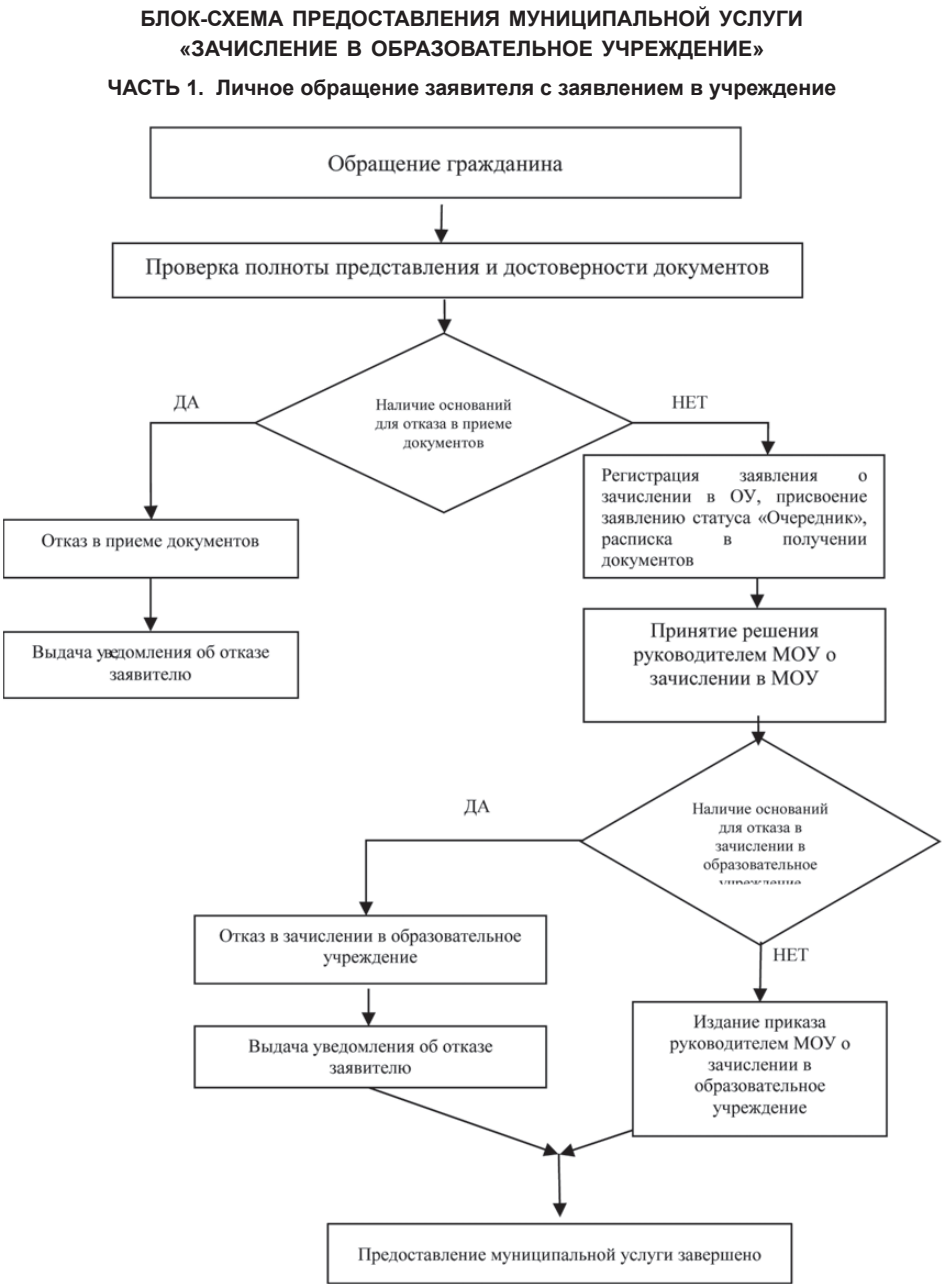 БЛОК-СХЕМА ПРЕДОСТАВЛЕНИЯ МУНИЦИПАЛЬНОЙ УСЛУГИ
«ЗАЧИСЛЕНИЕ В ОБРАЗОВАТЕЛЬНОЕ УЧРЕЖДЕНИЕ»
ЧАСТЬ 1. Личное обращение заявителя с заявлением в учреждение
Обращение гражданина
Проверка полноты представления и достоверности документов
Наличие оснований
для отказа в приеме
документов
ДА
НЕТ
Отказ в приеме документов
Выдача уведомления об отказе
заявителю
Регистрация заявления о
зачислении в ОУ, присвоение
заявлению статуса «Очередник»,
расписка в получении
документов
Принятие решения
руководителем МОУ о
зачислении в МОУ
Наличие оснований
для отказа в
зачислении в
образовательное
учреждение
ДА
НЕТ
Отказ в зачислении в образовательное
учреждение
Выдача уведомления об отказе
заявителю
Издание приказа
руководителем МОУ о
зачислении в
образовательное
учреждение
Предоставление муниципальной услуги завершено